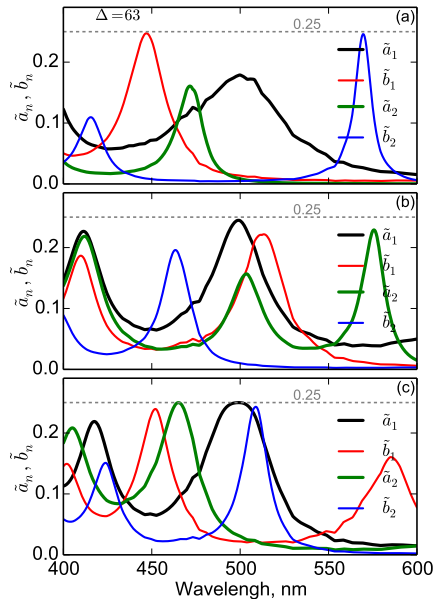 Δ=63
0.25
(a)
ã₁
b̃₁
ã₂
b̃₂
ãₙ, b̃ₙ
0.2
0.1
0.0
0.25
(b)
ã₁
b̃₁
ã₂
b̃₂
ãₙ, b̃ₙ
0.2
0.1
0.0
0.25
(c)
ã₁
b̃₁
ã₂
b̃₂
ãₙ, b̃ₙ
0.2
0.1
0.0
400 450 500 550 600
Wavelengh, nm